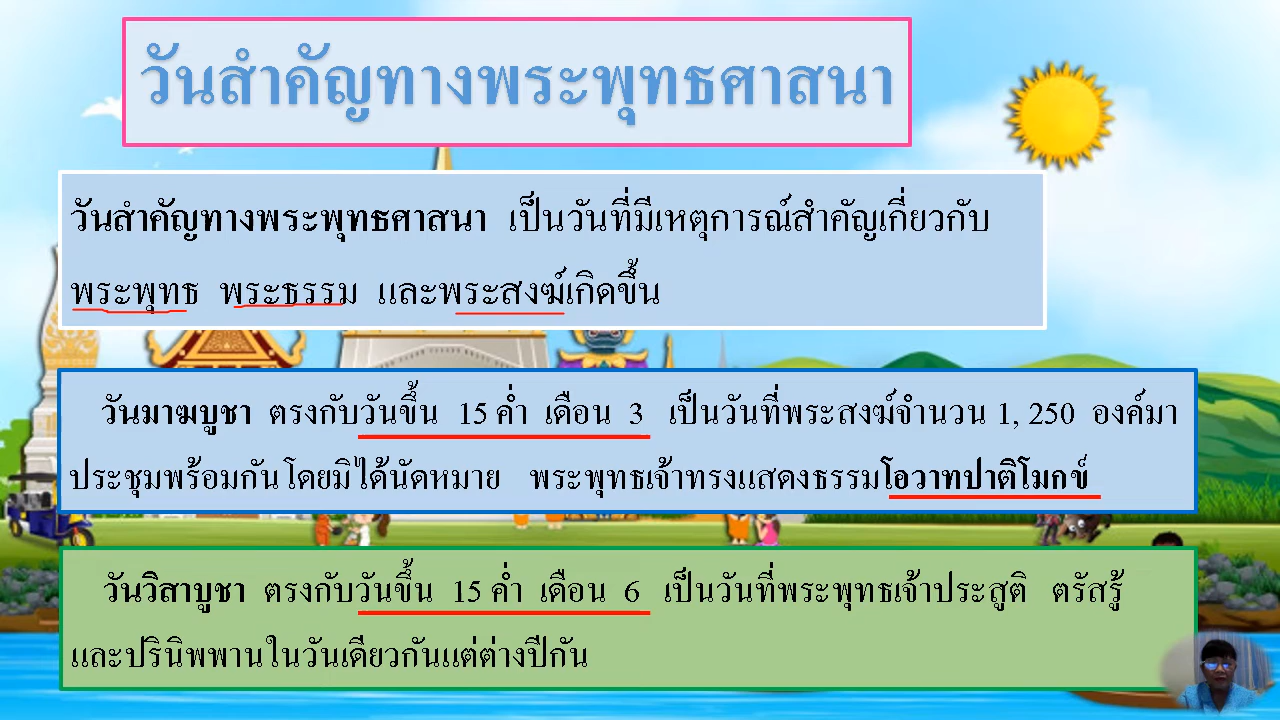 วันสำคัญทางพระพุทธศาสนา
วันสำคัญทางพระพุทธศาสนา เป็นวันที่มีเหตุการณ์สำคัญเกี่ยวกับ
พระพุทธ พระธรรม และพระสงฆ์เกิดขึ้น
วันมาฆบูชา ตรงกับวันขึ้น 15 ค่ำ เดือน 3 เป็นวันที่พระสงฆ์จำนวน 1, 250 องค์มา
ประชุมพร้อมกันโดยมิได้นัดหมาย พระพุทธเจ้าทรงแสดงธรรมโอวาทปาติโมกข์
วันวิสาบูชา ตรงกับวันขึ้น 15 ค่ำ เดือน 6 เป็นวันที่พระพุทธเจ้าประสูติ ตรัสรู้
และปรินิพพานในวันเดียวกันแต่ต่างปีกัน